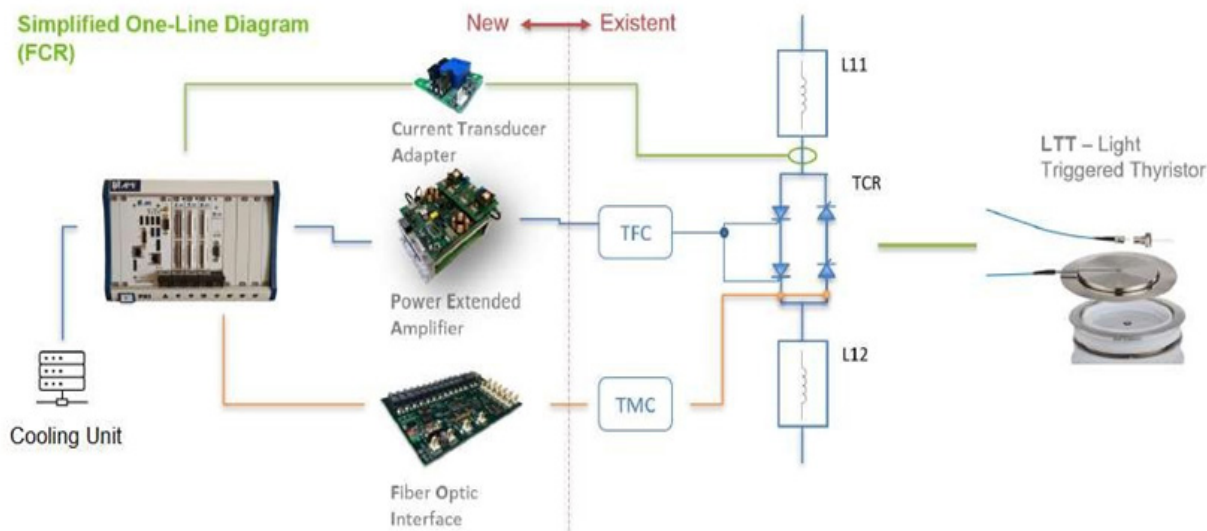 Simplified One-Line Diagram
(FCR)
New
Existent
L11
Current Transducer
Adapter
LTT – Light
Triggered Thyristor
TCR
TFC
Power Extended
Amplifier
L12
TMC
Cooling Unit
Fiber Optic
Interface